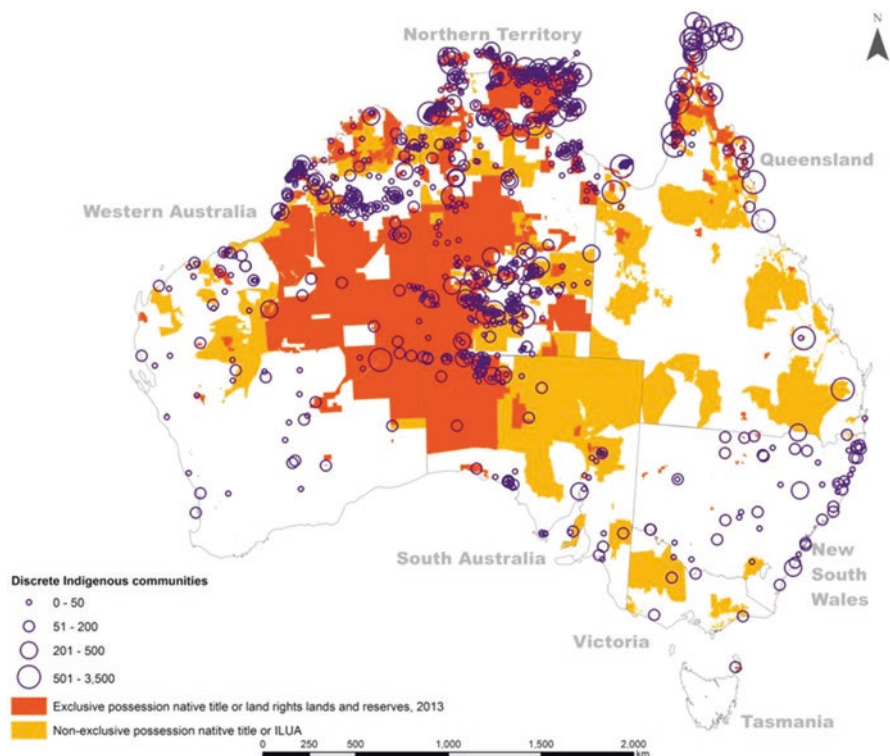 N
Northern Territory
Queensland
Western Australia
South Australia
New
South
Wales
Victoria
Tasmania
Discrete Indigenous communities
0 - 50
51 - 200
201 - 500
501 - 3,500
Exclusive possession native title or land rights lands and reserves, 2013
Non-exclusive possession natitve title or ILUA
0 500 1,000 1,500 2,000
km